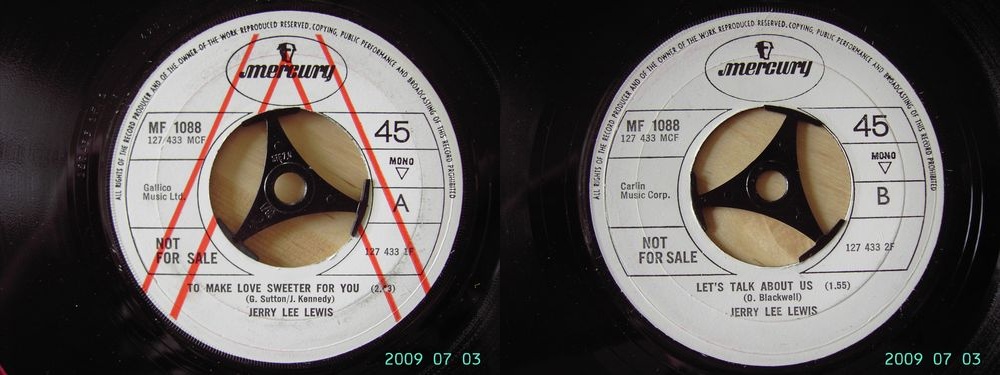 ALL RIGHTS OF THE RECORD PRODUCER AND OF THE OWNER OF THE WORK REPRODUCED RESERVED. COPYING, PUBLIC PERFORMANCE AND BROADCASTING OF THIS RECORD PROHIBITED
mercury
MF 1088
127 433 MCF
45
MONO
A
Gallico
Music Ltd.
NOT
FOR SALE
127 433 1F
TO MAKE LOVE SWEETER FOR YOU
(G. Sutton/J. Kennedy)
JERRY LEE LEWIS
2009 07 03
ALL RIGHTS OF THE RECORD PRODUCER AND OF THE OWNER OF THE WORK REPRODUCED RESERVED. COPYING, PUBLIC PERFORMANCE AND BROADCASTING OF THIS RECORD PROHIBITED
mercury
MF 1088
127 433 MCF
45
MONO
B
Carlin
Music Corp.
NOT
FOR SALE
127 433 2F
LET'S TALK ABOUT US (1.55)
(O. Blackwell)
JERRY LEE LEWIS
2009 07 03